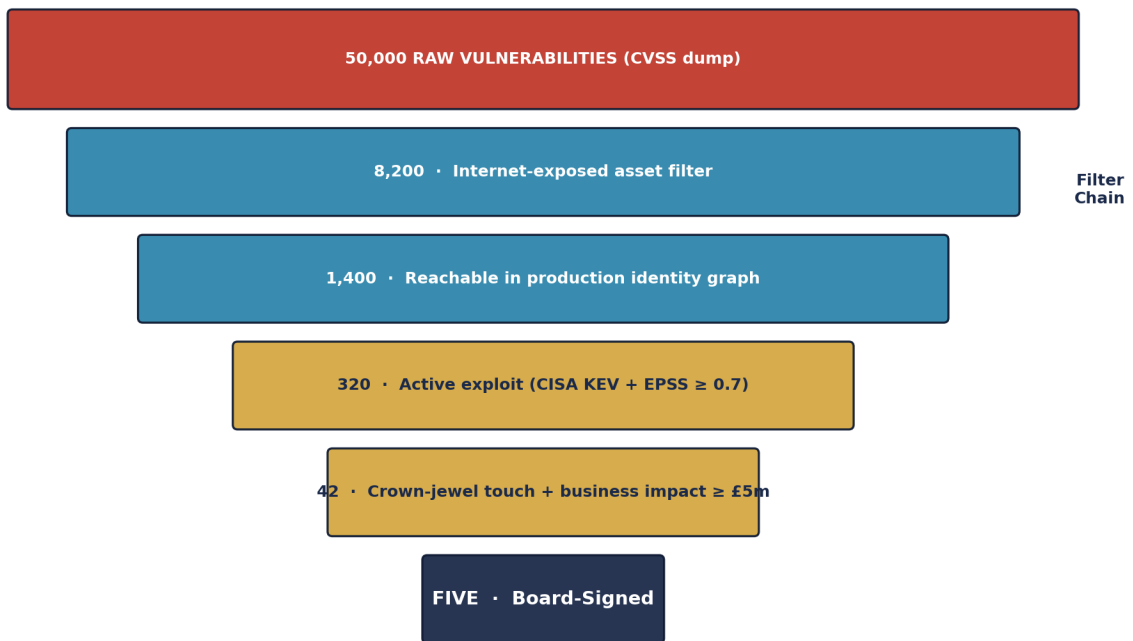 50,000 RAW VULNERABILITIES (CVSS dump)
8,200 · Internet-exposed asset filter
Filter
Chain
1,400 · Reachable in production identity graph
320 · Active exploit (CISA KEV + EPSS ≥ 0.7)
42 · Crown-jewel touch + business impact ≥ £5m
FIVE · Board-Signed